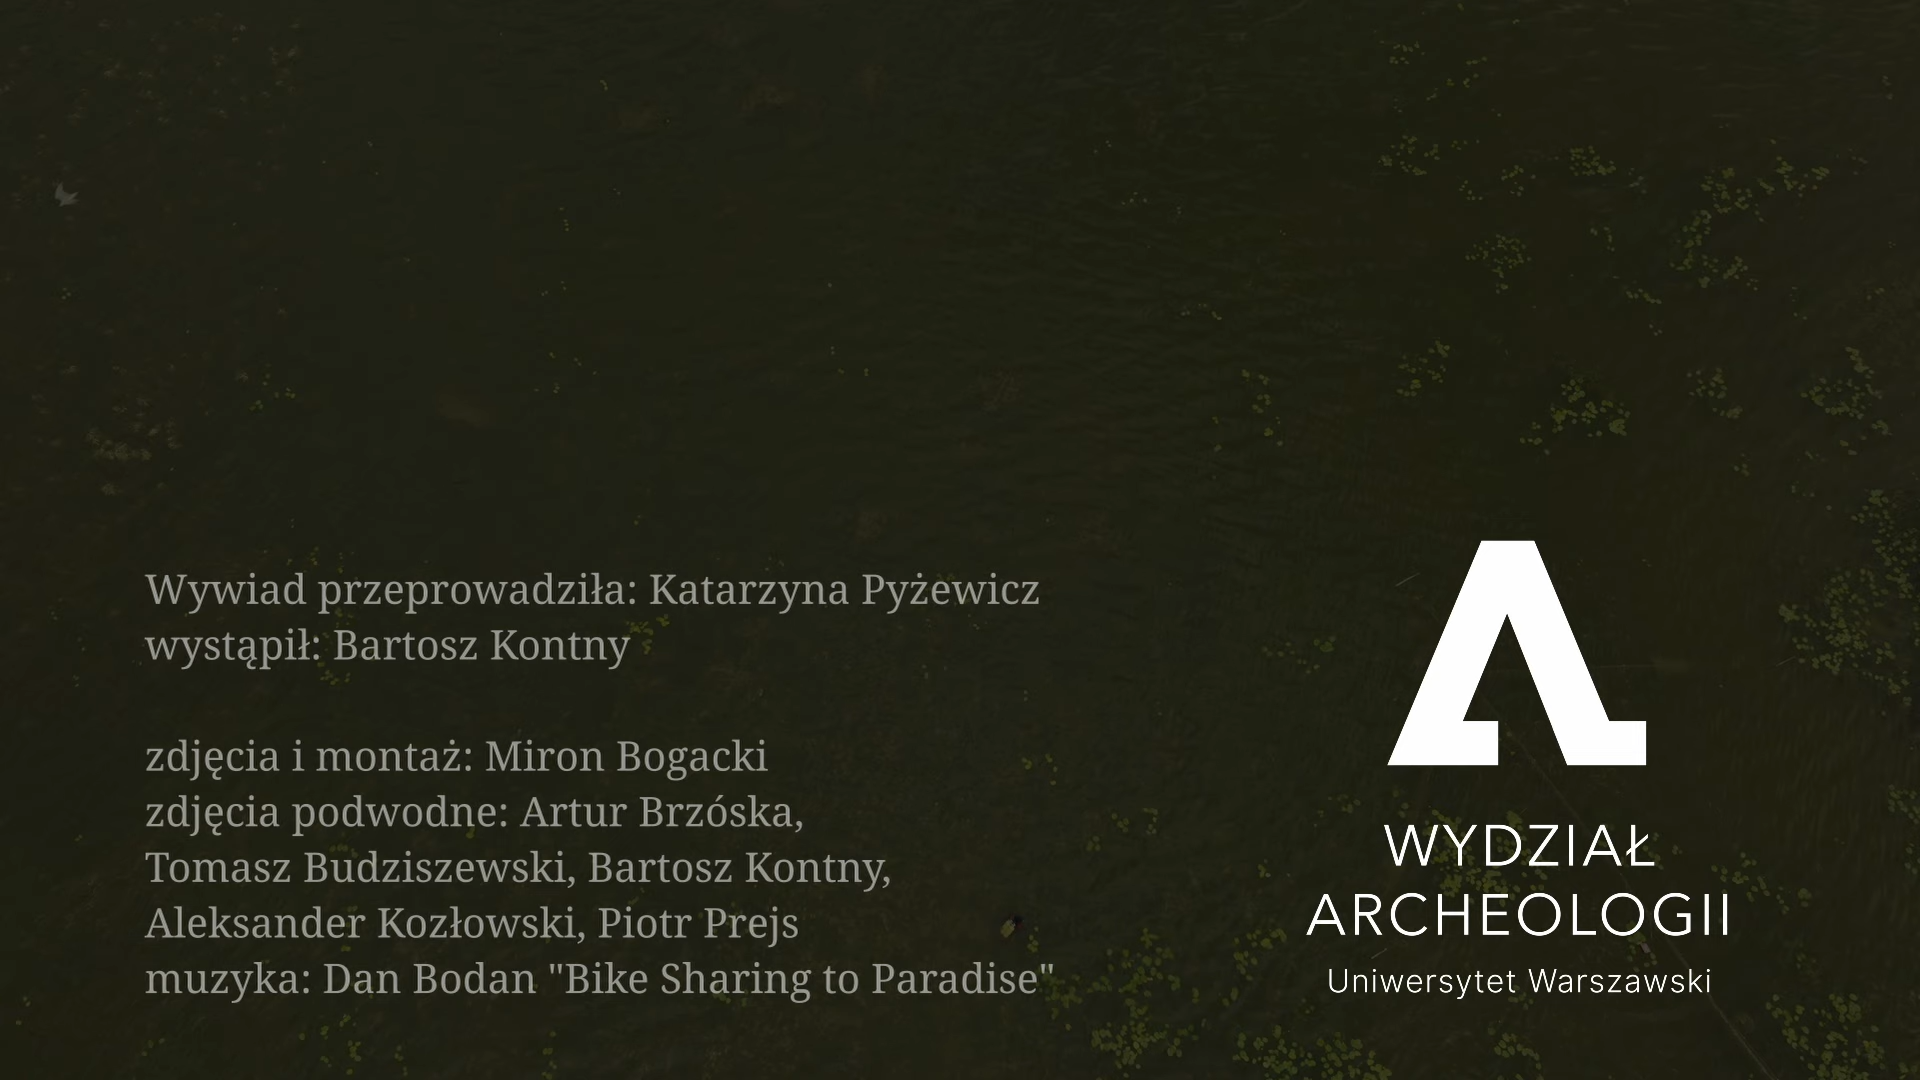 Wywiad przeprowadziła: Katarzyna Pyżewicz
wystąpił: Bartosz Kontny
zdjęcia i montaż: Miron Bogacki
zdjęcia podwodne: Artur Brzóska,
Tomasz Budziszewski, Bartosz Kontny,
Aleksander Kozłowski, Piotr Prejs
muzyka: Dan Bodan "Bike Sharing to Paradise"
WYDZIAŁ
ARCHEOLOGII
Uniwersytet Warszawski